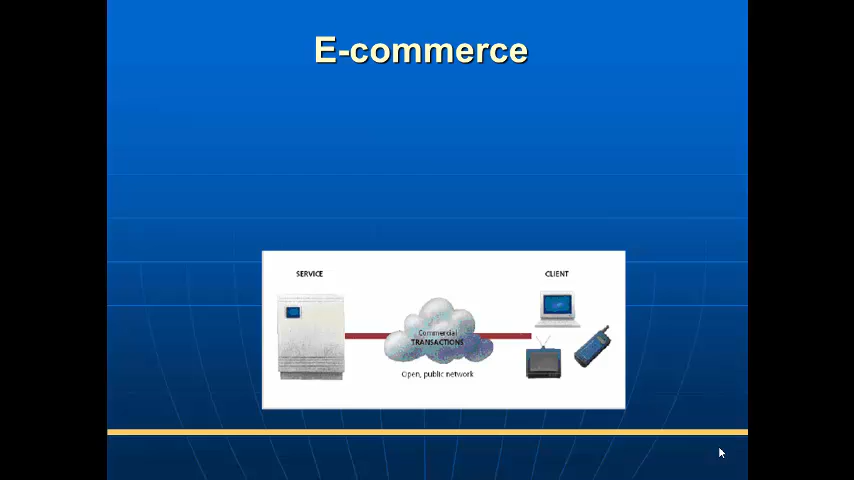 E-commerce
SERVICE
CLIENT
Commercial
TRANSACTIONS
Open, public network